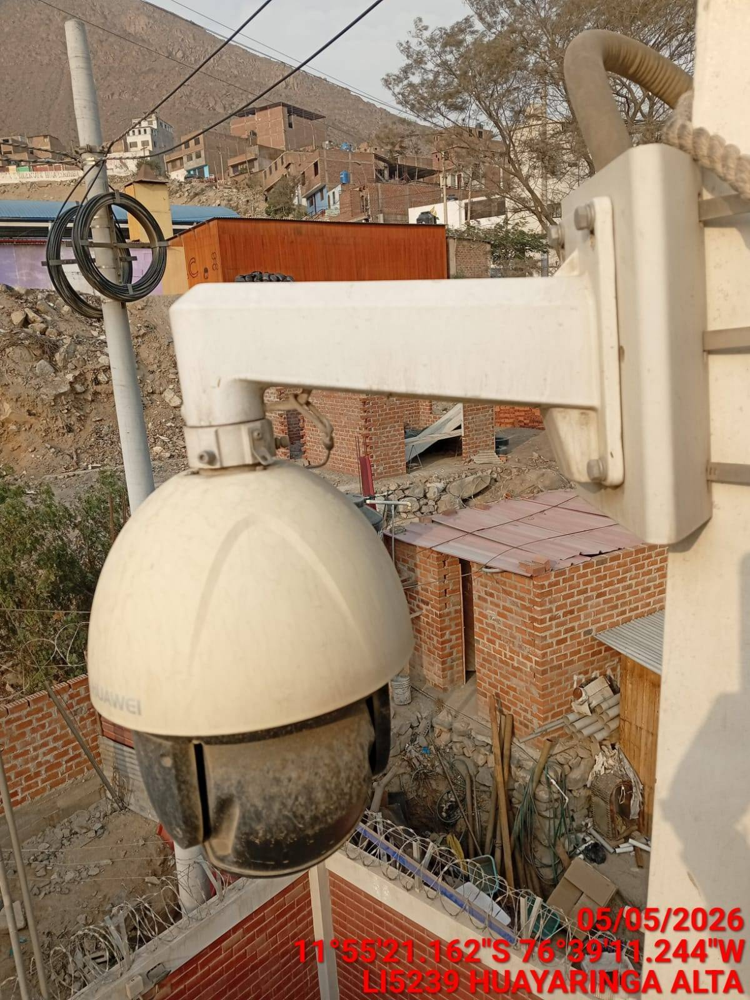 HUAWEI
05/05/2026
11°55'21.162"S 76°39'11.244"W
LI5239 HUAYARINGA ALTA